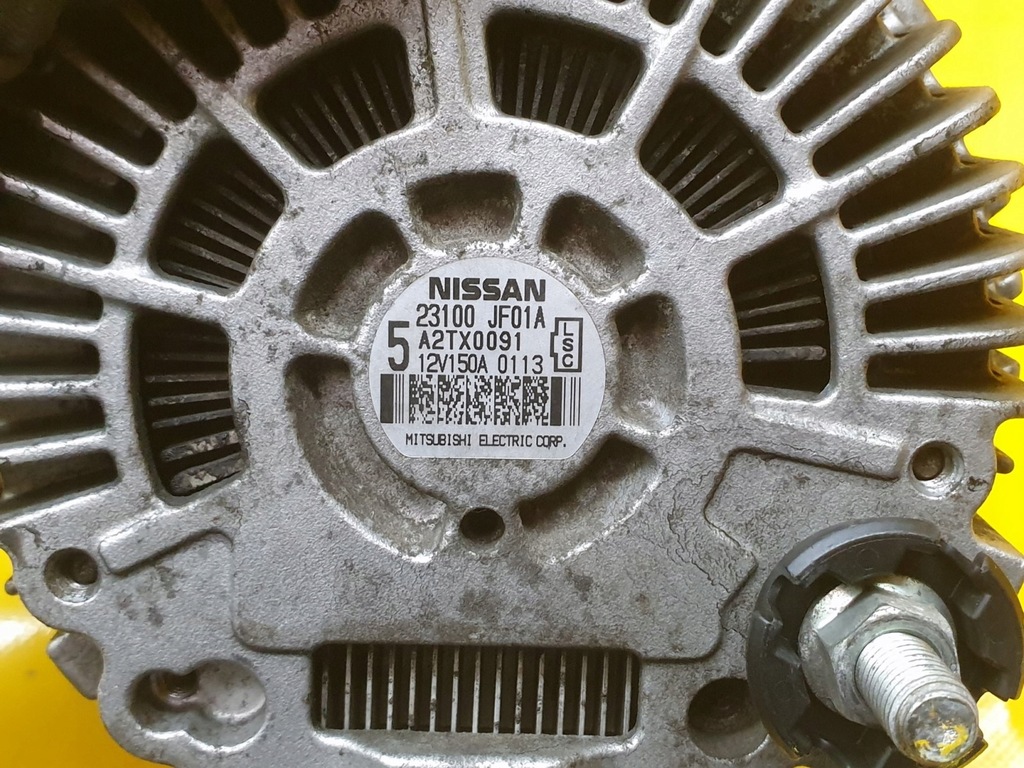 NISSAN
23100 JF01A
5 A2TX0091
LSC
12V150A 0113
MITSUBISHI ELECTRIC CORP.